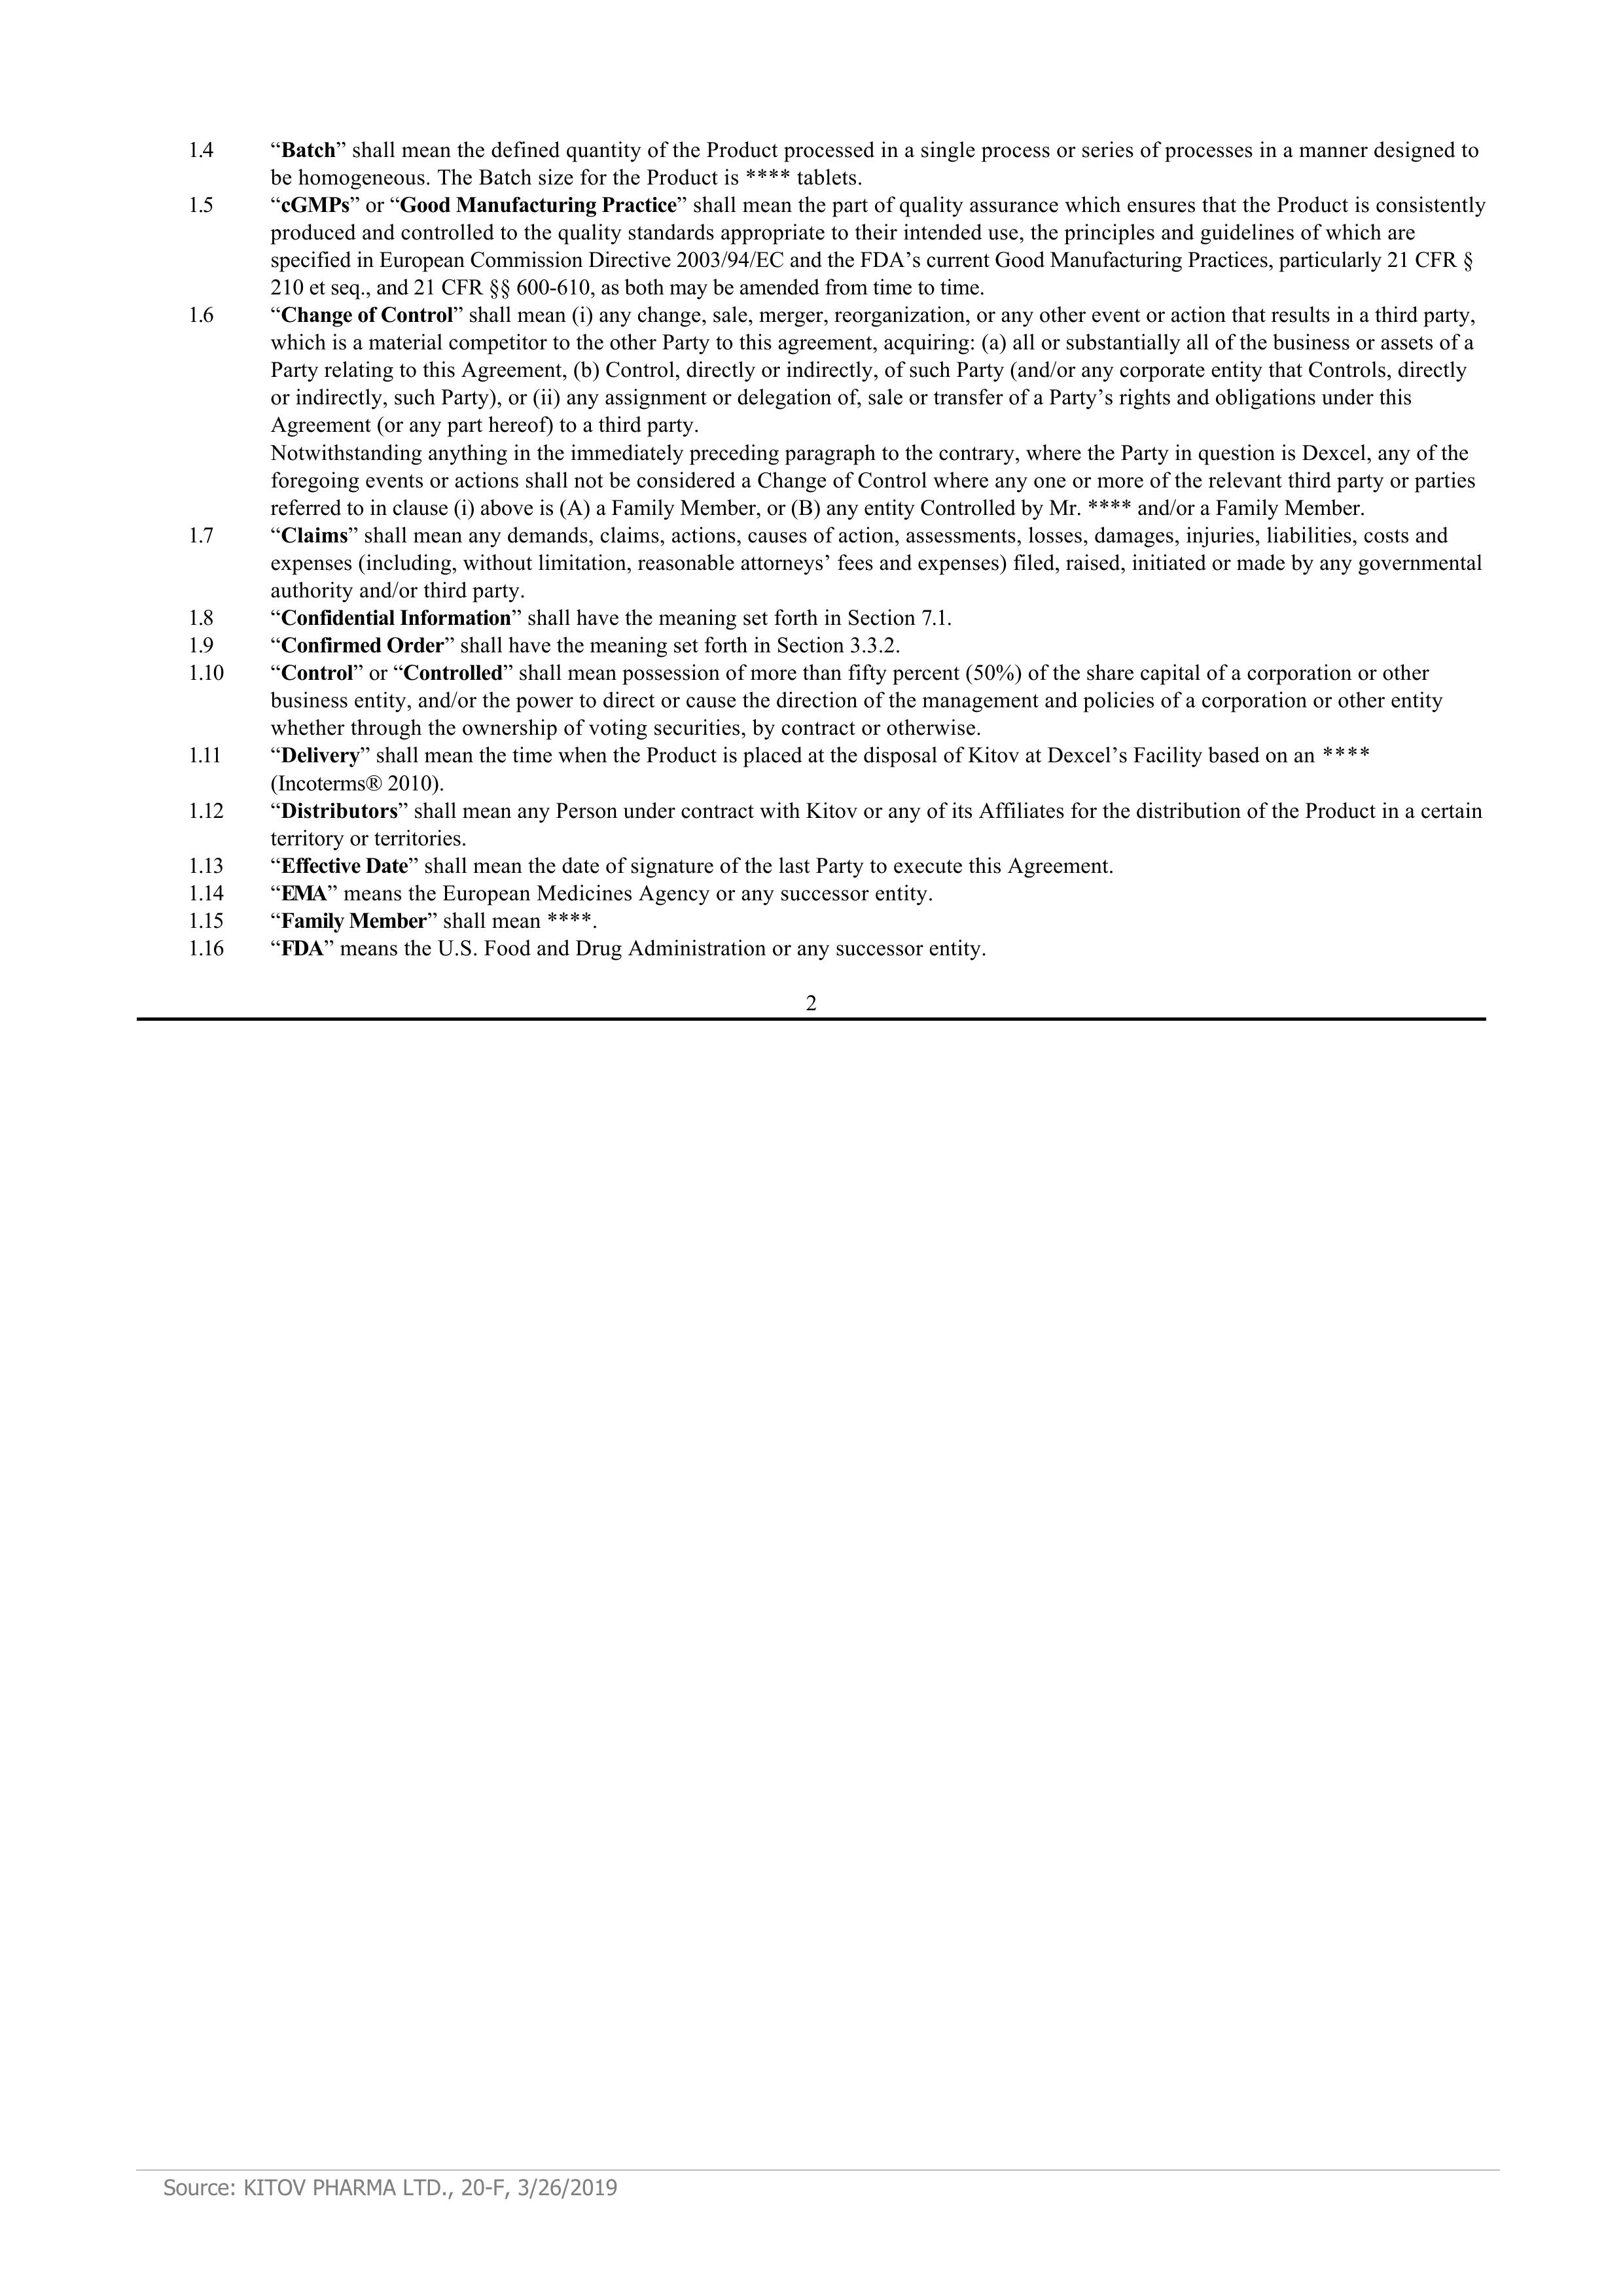 1.4 “Batch” shall mean the defined quantity of the Product processed in a single process or series of processes in a manner designed to
be homogeneous. The Batch size for the Product is **** tablets.
1.5 “cGMPs” or “Good Manufacturing Practice” shall mean the part of quality assurance which ensures that the Product is consistently
produced and controlled to the quality standards appropriate to their intended use, the principles and guidelines of which are
specified in European Commission Directive 2003/94/EC and the FDA’s current Good Manufacturing Practices, particularly 21 CFR §
210 et seq., and 21 CFR §§ 600-610, as both may be amended from time to time.
1.6 “Change of Control” shall mean (i) any change, sale, merger, reorganization, or any other event or action that results in a third party,
which is a material competitor to the other Party to this agreement, acquiring: (a) all or substantially all of the business or assets of a
Party relating to this Agreement, (b) Control, directly or indirectly, of such Party (and/or any corporate entity that Controls, directly
or indirectly, such Party), or (ii) any assignment or delegation of, sale or transfer of a Party’s rights and obligations under this
Agreement (or any part hereof) to a third party.
Notwithstanding anything in the immediately preceding paragraph to the contrary, where the Party in question is Dexcel, any of the
foregoing events or actions shall not be considered a Change of Control where any one or more of the relevant third party or parties
referred to in clause (i) above is (A) a Family Member, or (B) any entity Controlled by Mr. **** and/or a Family Member.
1.7 “Claims” shall mean any demands, claims, actions, causes of action, assessments, losses, damages, injuries, liabilities, costs and
expenses (including, without limitation, reasonable attorneys’ fees and expenses) filed, raised, initiated or made by any governmental
authority and/or third party.
1.8 “Confidential Information” shall have the meaning set forth in Section 7.1.
1.9 “Confirmed Order” shall have the meaning set forth in Section 3.3.2.
1.10 “Control” or “Controlled” shall mean possession of more than fifty percent (50%) of the share capital of a corporation or other
business entity, and/or the power to direct or cause the direction of the management and policies of a corporation or other entity
whether through the ownership of voting securities, by contract or otherwise.
1.11 “Delivery” shall mean the time when the Product is placed at the disposal of Kitov at Dexcel’s Facility based on an ****
(Incoterms® 2010).
1.12 “Distributors” shall mean any Person under contract with Kitov or any of its Affiliates for the distribution of the Product in a certain
territory or territories.
1.13 “Effective Date” shall mean the date of signature of the last Party to execute this Agreement.
1.14 “EMA” means the European Medicines Agency or any successor entity.
1.15 “Family Member” shall mean ****.
1.16 “FDA” means the U.S. Food and Drug Administration or any successor entity.
2
Source: KITOV PHARMA LTD., 20-F, 3/26/2019